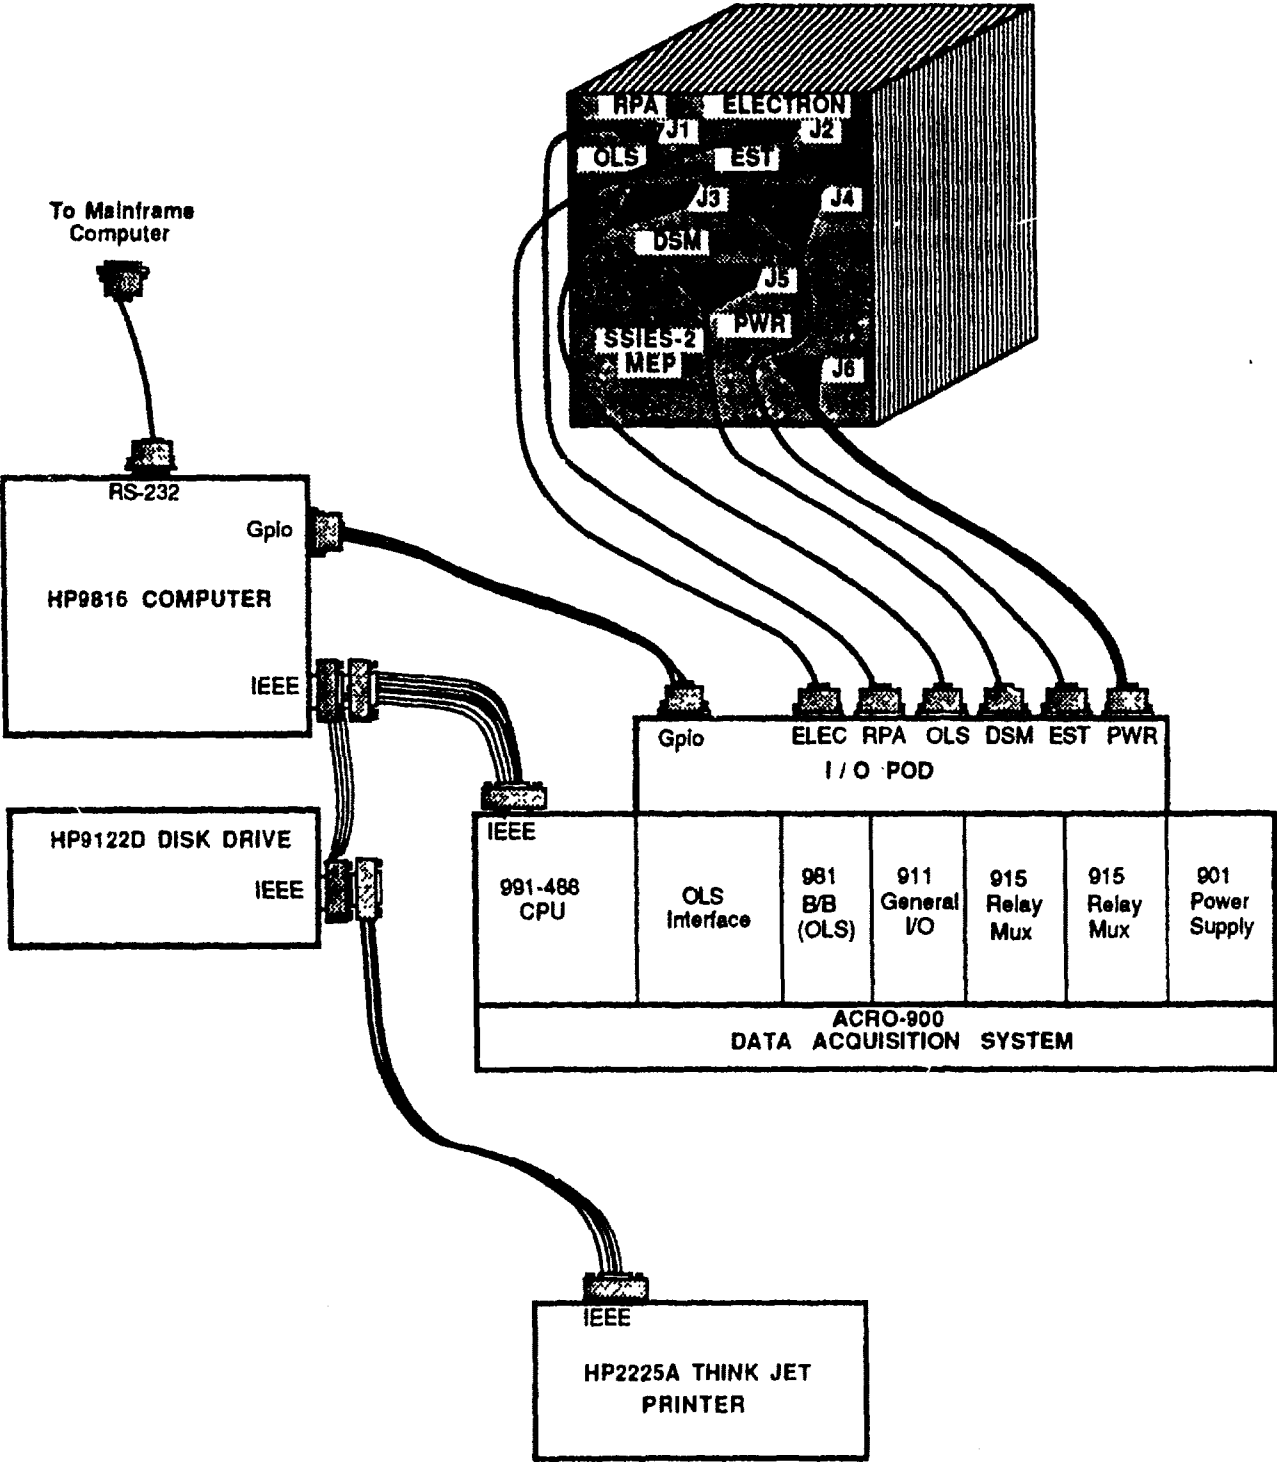 RPA ELECTRON
J1 J2
OLS EST
J3 J4
DSM
J5
PWR
SSIES-2
MEP
J6
To Mainframe
Computer
RS-232
Gpio
HP9816 COMPUTER
IEEE
HP9122D DISK DRIVE
IEEE
Gpio ELEC RPA OLS DSM EST PWR
I / O POD
IEEE
991-488
CPU
OLS
Interface
981
B/B
(OLS)
911
General
I/O
915
Relay
Mux
915
Relay
Mux
901
Power
Supply
ACRO-900
DATA ACQUISITION SYSTEM
IEEE
HP2225A THINK JET
PRINTER